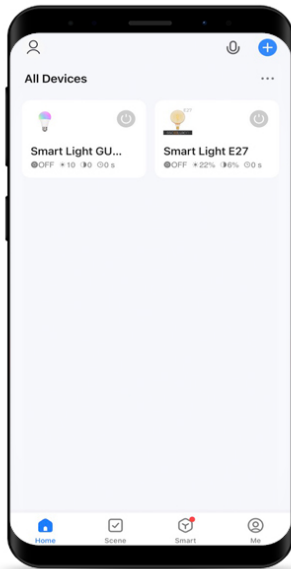 All Devices
...
E27
Smart Light GU...
OFF 10 0 0 s
Smart Light E27
OFF 22% 6% 0 s
Home
Scene
Smart
Me